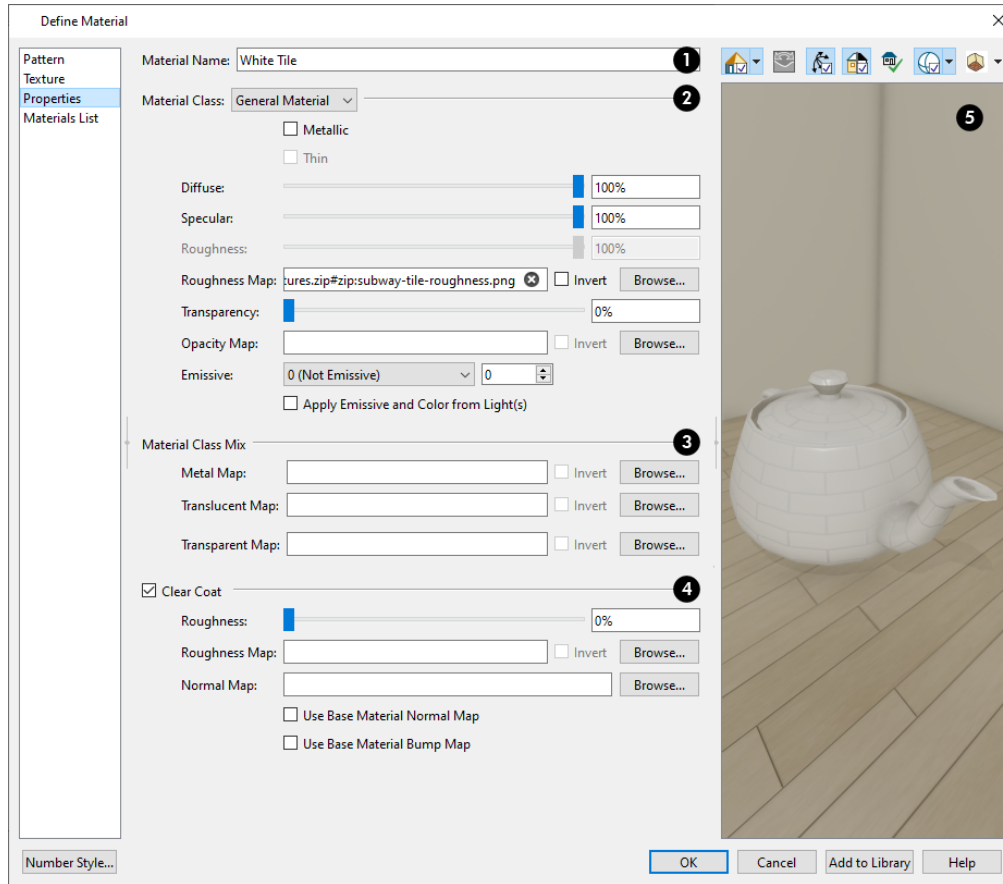 Define Material
Pattern
Texture
Properties
Materials List
Material Name: White Tile 1
Material Class: General Material 2
Metallic
Thin
Diffuse: 100%
Specular: 100%
Roughness: 100%
Roughness Map: tures.zip#zip:subway-tile-roughness.png Invert Browse...
Transparency: 0%
Opacity Map: Invert Browse...
Emissive: 0 (Not Emissive) 0
Apply Emissive and Color from Light(s)
Material Class Mix 3
Metal Map: Invert Browse...
Translucent Map: Invert Browse...
Transparent Map: Invert Browse...
Clear Coat 4
Roughness: 0%
Roughness Map: Invert Browse...
Normal Map: Browse...
Use Base Material Normal Map
Use Base Material Bump Map
5
Number Style... OK Cancel Add to Library Help